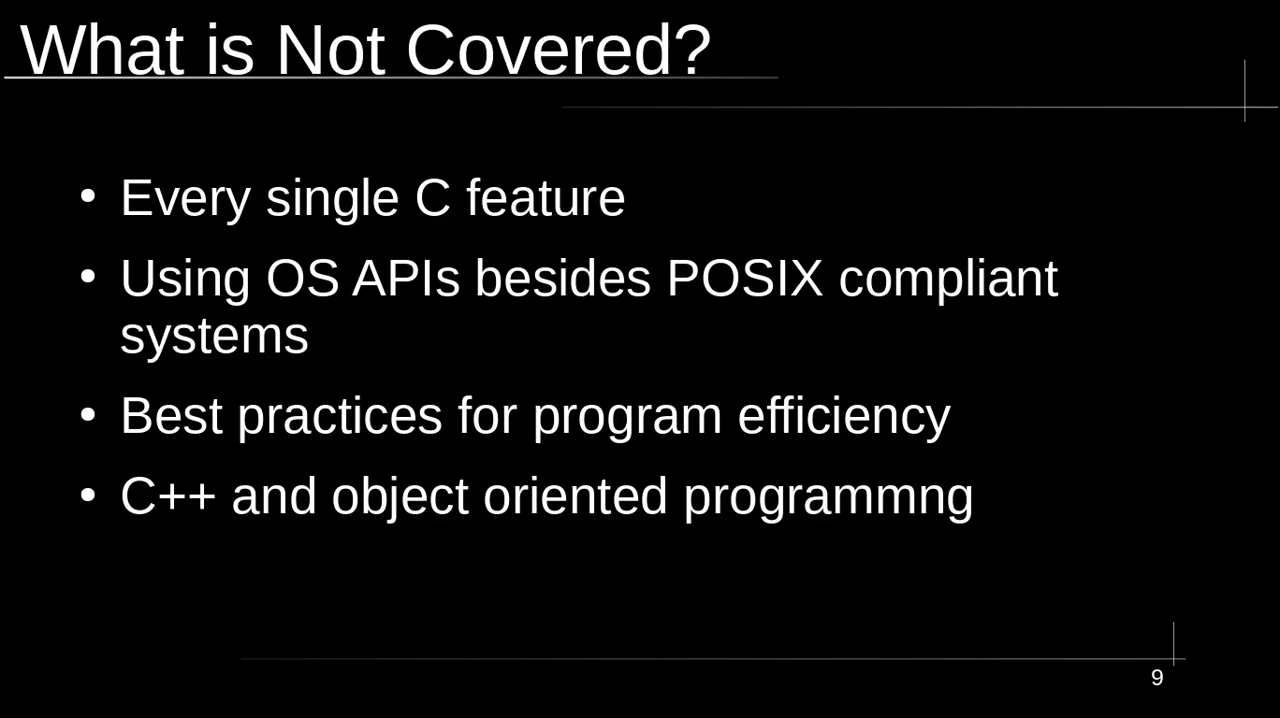 What is Not Covered?
• Every single C feature
• Using OS APIs besides POSIX compliant
systems
• Best practices for program efficiency
• C++ and object oriented programmng
9